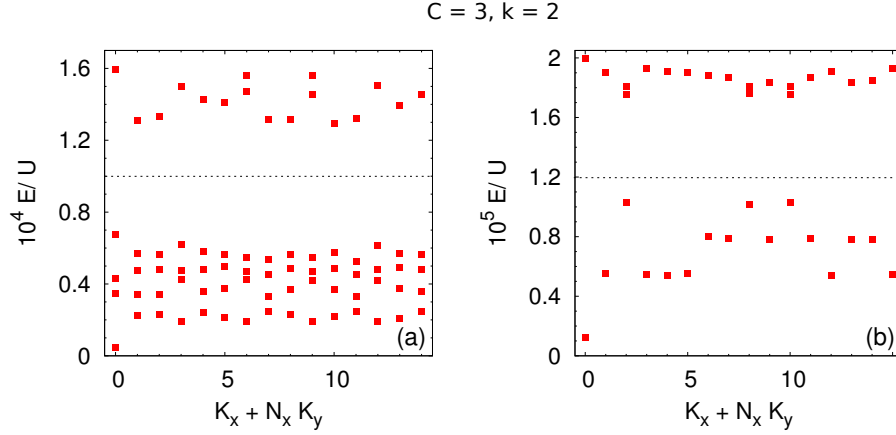 C = 3, k = 2
10^4 E/ U
1.6
1.2
0.8
0.4
0
0 5 10
K_x + N_x K_y
(a)
10^5 E/ U
2
1.6
1.2
0.8
0.4
0
0 5 10
K_x + N_x K_y
(b)